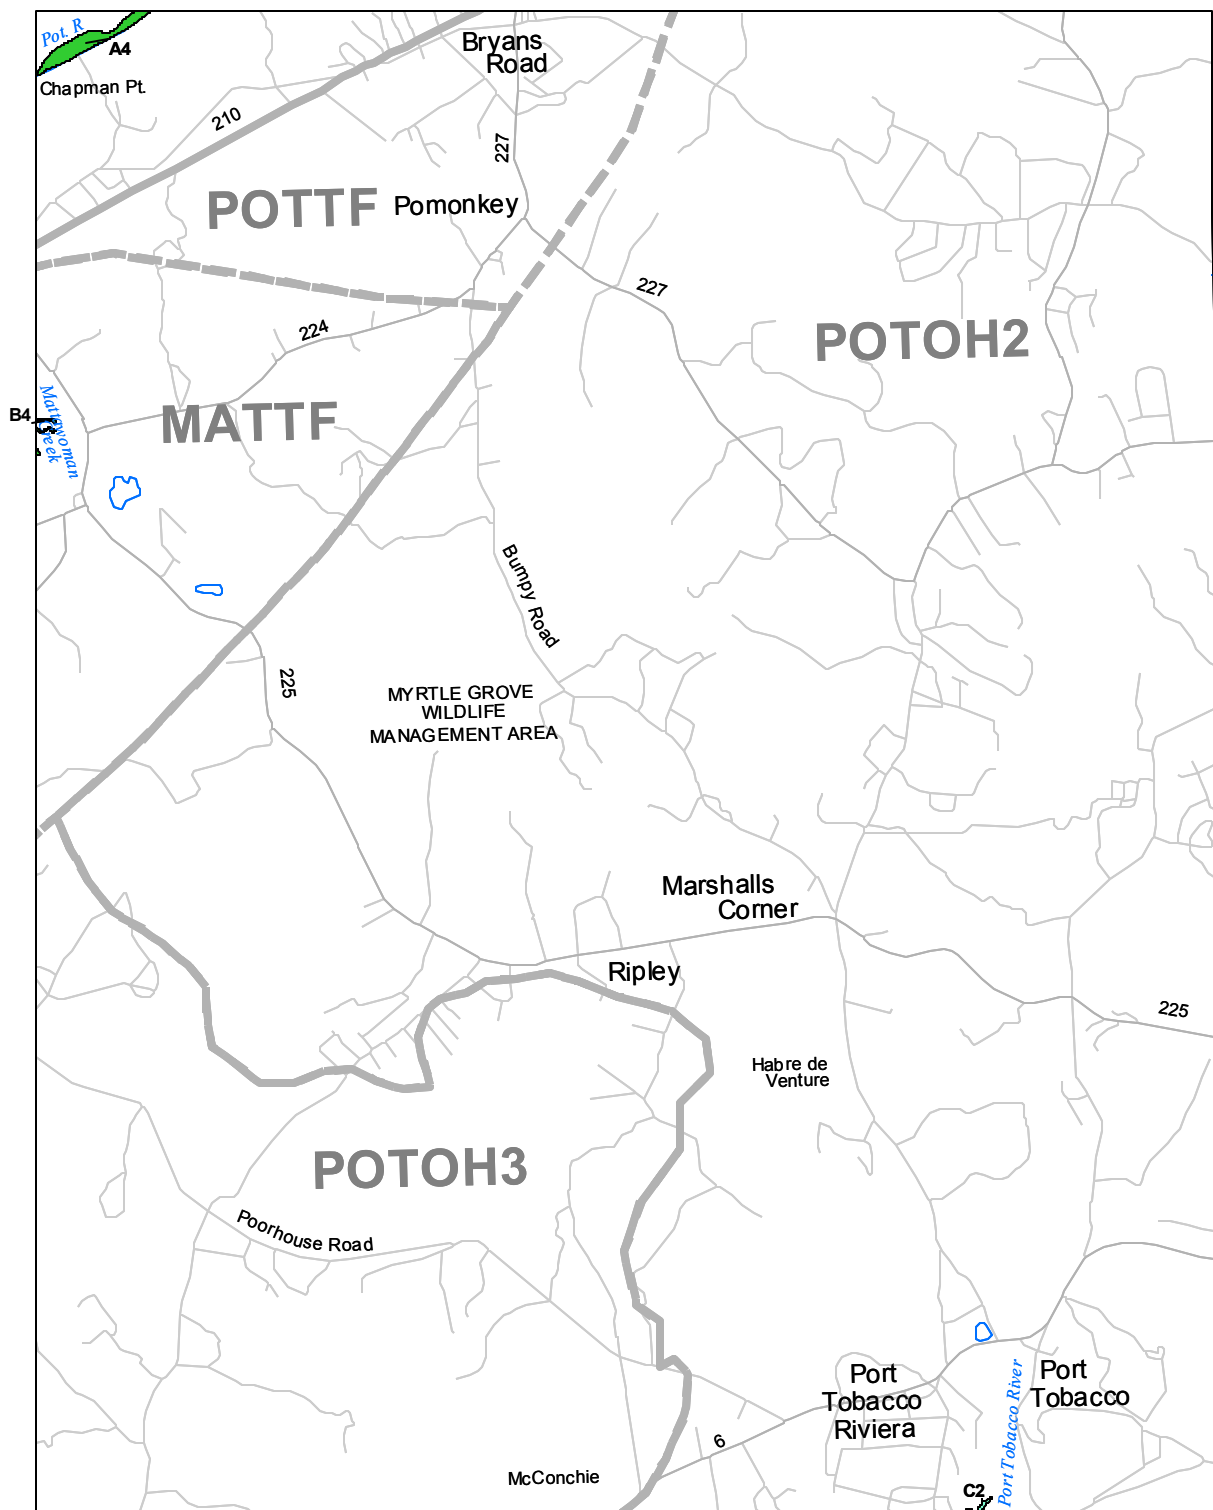 Pot. R
A4
Chapman Pt.
Bryans
Road
210
227
POTTF
Pomonkey
227
224
POTOH2
MATTF
B4
Mattawoman
Creek
Bumpy Road
225
MYRTLE GROVE
WILDLIFE
MANAGEMENT AREA
Marshalls
Corner
Ripley
225
Habre de
Venture
POTOH3
Poorhouse Road
Port
Tobacco
Riviera
Port
Tobacco
Port Tobacco River
6
McConchie
C2